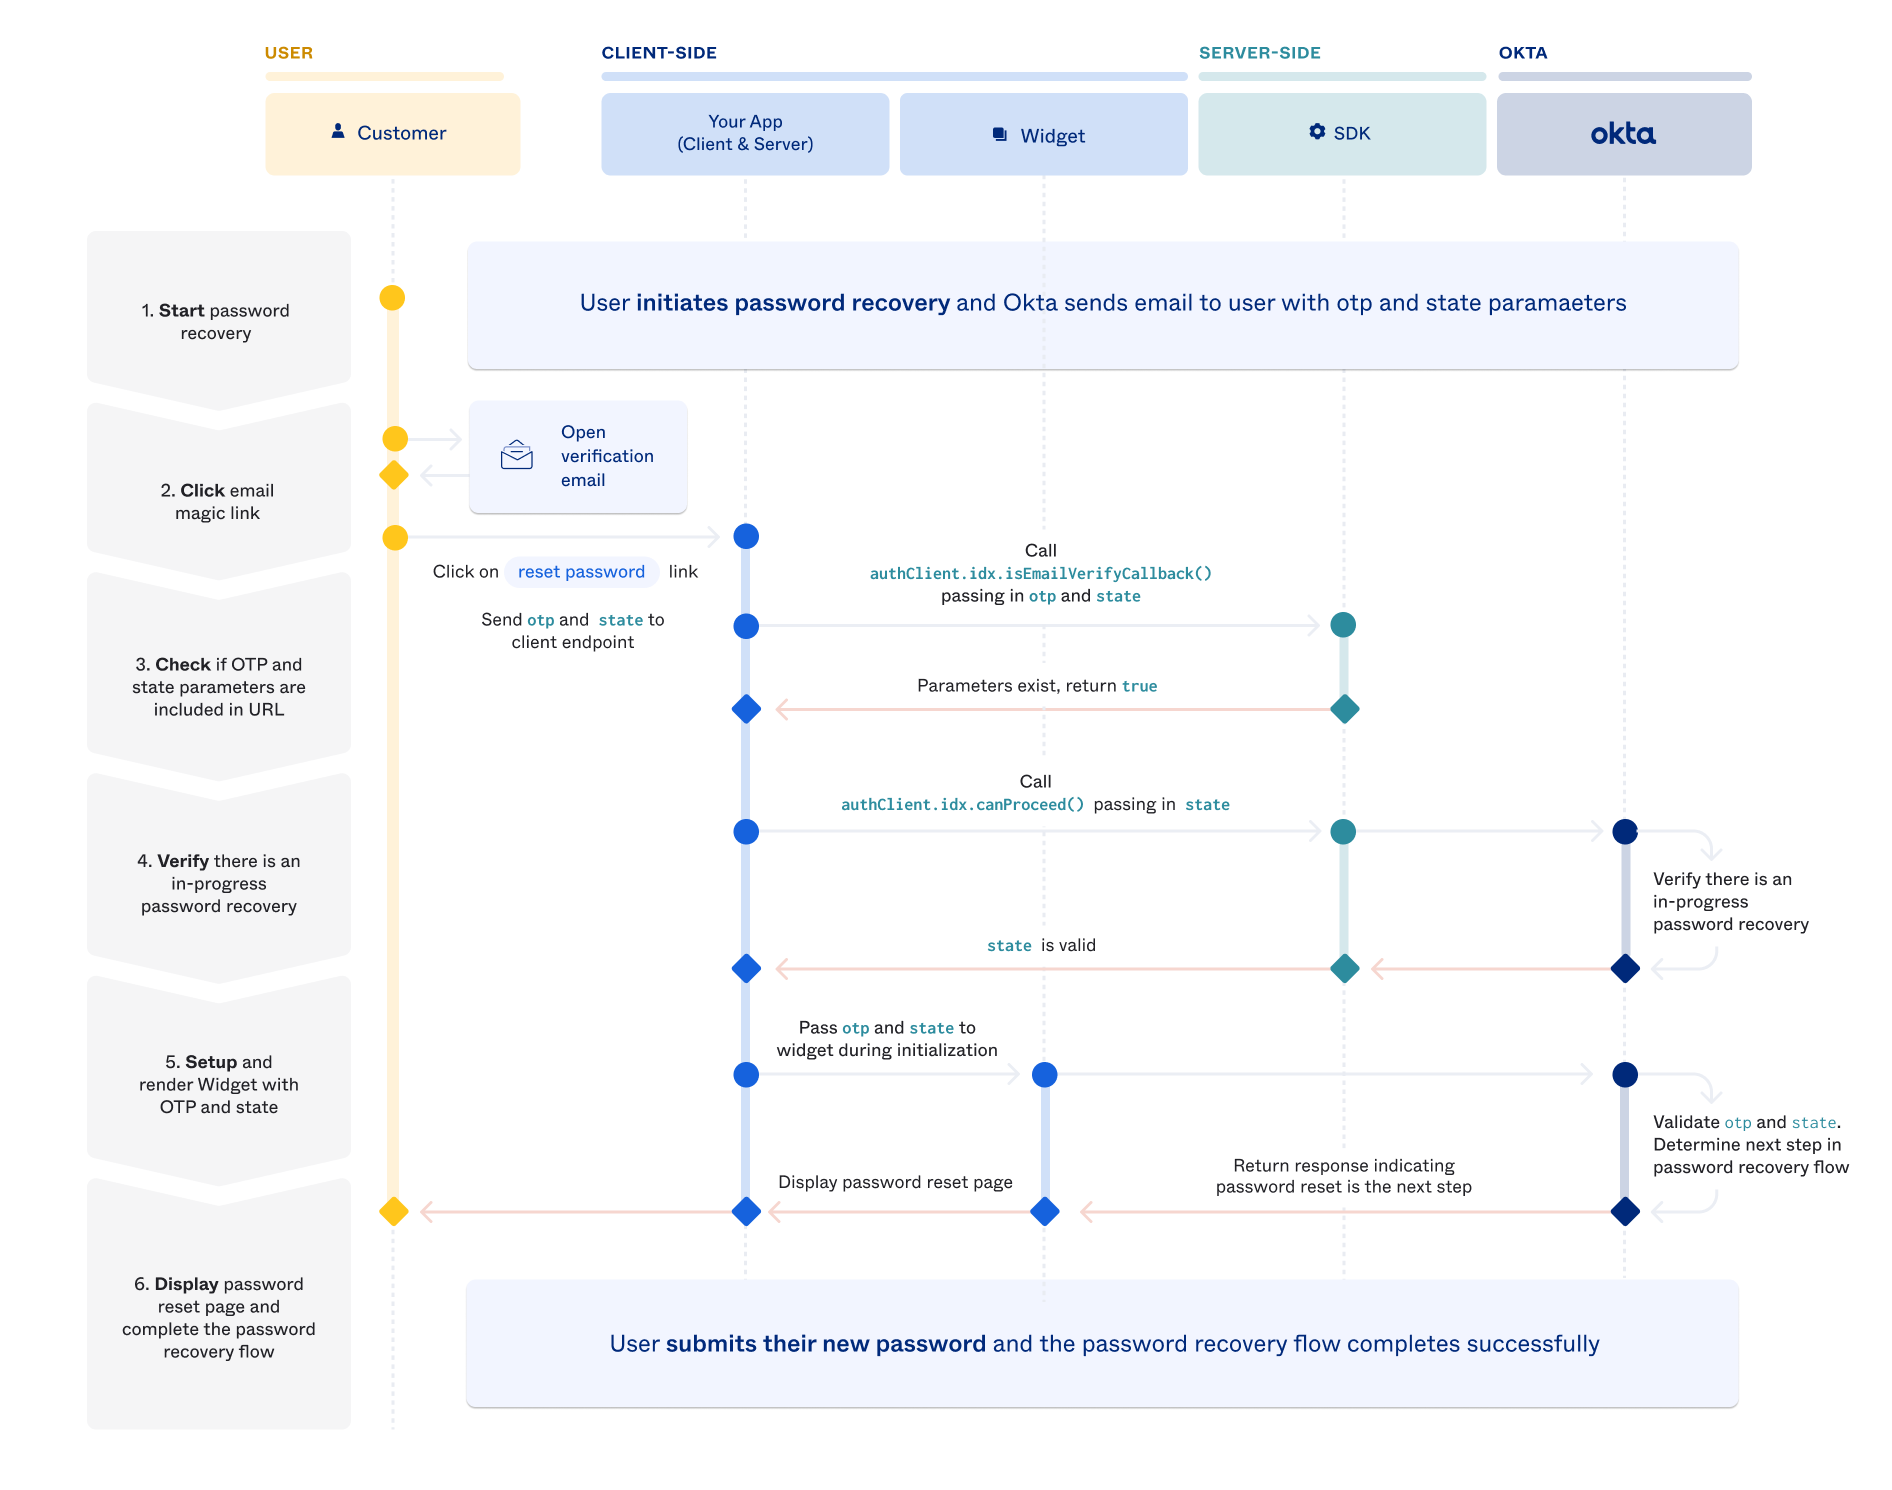 USER
CLIENT-SIDE
SERVER-SIDE
OKTA
Customer
Your App
(Client & Server)
Widget
SDK
okta
1. Start password
recovery
User initiates password recovery and Okta sends email to user with otp and state paramaeters
2. Click email
magic link
Open
verification
email
Click on reset password link
Send otp and state to
client endpoint
Call
authClient.idx.isEmailVerifyCallback()
passing in otp and state
3. Check if OTP and
state parameters are
included in URL
Parameters exist, return true
Call
authClient.idx.canProceed() passing in state
4. Verify there is an
in-progress
password recovery
Verify there is an
in-progress
password recovery
state is valid
5. Setup and
render Widget with
OTP and state
Pass otp and state to
widget during initialization
Validate otp and state.
Determine next step in
password recovery flow
Display password reset page
Return response indicating
password reset is the next step
6. Display password
reset page and
complete the password
recovery flow
User submits their new password and the password recovery flow completes successfully